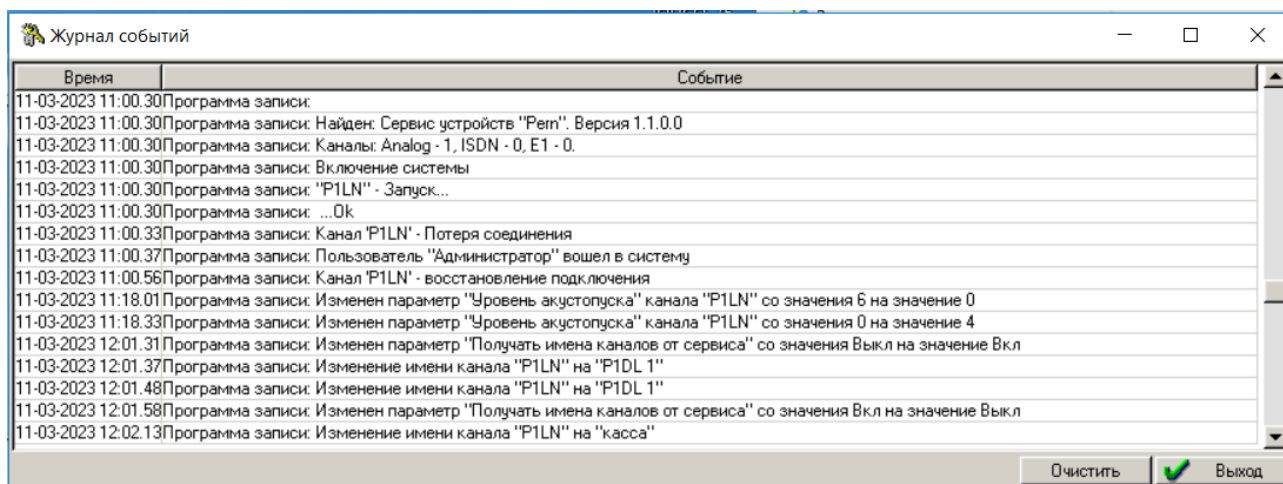 Журнал событий
Время Событие
11-03-2023 11:00.30 Программа записи:
11-03-2023 11:00.30 Программа записи: Найден: Сервис устройств "Pern". Версия 1.1.0.0
11-03-2023 11:00.30 Программа записи: Каналы: Analog - 1, ISDN - 0, E1 - 0.
11-03-2023 11:00.30 Программа записи: Включение системы
11-03-2023 11:00.30 Программа записи: "P1LN" - Запуск...
11-03-2023 11:00.30 Программа записи: ...Ok
11-03-2023 11:00.33 Программа записи: Канал 'P1LN' - Потеря соединения
11-03-2023 11:00.37 Программа записи: Пользователь "Администратор" вошел в систему
11-03-2023 11:00.56 Программа записи: Канал 'P1LN' - восстановление подключения
11-03-2023 11:18.01 Программа записи: Изменен параметр "Уровень акустопуска" канала "P1LN" со значения 6 на значение 0
11-03-2023 11:18.33 Программа записи: Изменен параметр "Уровень акустопуска" канала "P1LN" со значения 0 на значение 4
11-03-2023 12:01.31 Программа записи: Изменен параметр "Получать имена каналов от сервиса" со значения Выкл на значение Вкл
11-03-2023 12:01.37 Программа записи: Изменение имени канала "P1LN" на "P1DL 1"
11-03-2023 12:01.48 Программа записи: Изменение имени канала "P1LN" на "P1DL 1"
11-03-2023 12:01.58 Программа записи: Изменен параметр "Получать имена каналов от сервиса" со значения Вкл на значение Выкл
11-03-2023 12:02.13 Программа записи: Изменение имени канала "P1LN" на "касса"
Очистить Выход